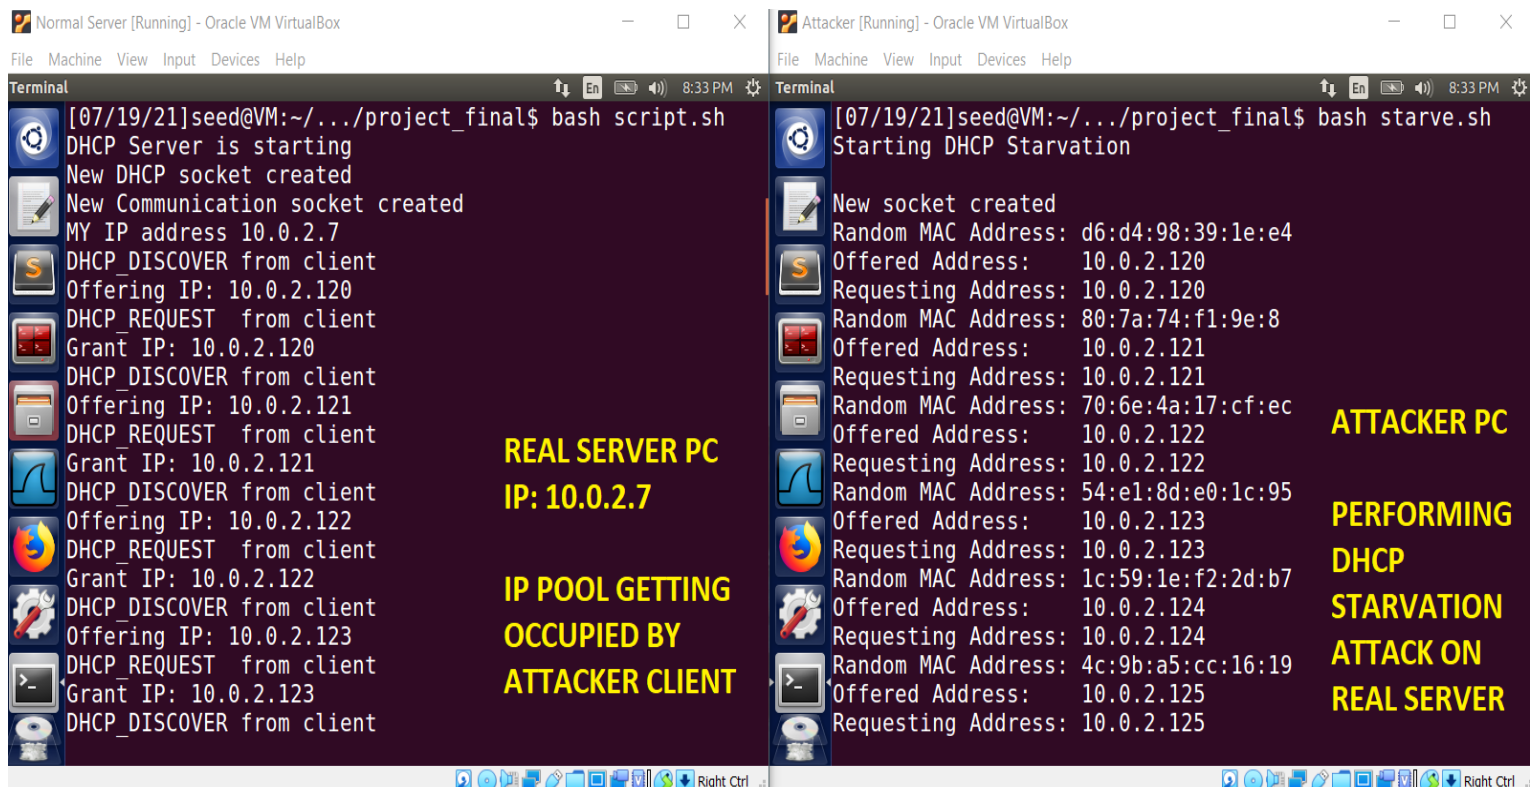 Normal Server [Running] - Oracle VM VirtualBox
File Machine View Input Devices Help
Terminal
En
8:33 PM
[07/19/21]seed@VM:~/.../project_final$ bash script.sh
DHCP Server is starting
New DHCP socket created
New Communication socket created
MY IP address 10.0.2.7
DHCP_DISCOVER from client
Offering IP: 10.0.2.120
DHCP_REQUEST  from client
Grant IP: 10.0.2.120
DHCP_DISCOVER from client
Offering IP: 10.0.2.121
DHCP_REQUEST  from client
Grant IP: 10.0.2.121
DHCP_DISCOVER from client
Offering IP: 10.0.2.122
DHCP_REQUEST  from client
Grant IP: 10.0.2.122
DHCP_DISCOVER from client
Offering IP: 10.0.2.123
DHCP_REQUEST  from client
Grant IP: 10.0.2.123
DHCP_DISCOVER from client
REAL SERVER PC
IP: 10.0.2.7
IP POOL GETTING
OCCUPIED BY
ATTACKER CLIENT
Right Ctrl
Attacker [Running] - Oracle VM VirtualBox
File Machine View Input Devices Help
Terminal
En
8:33 PM
[07/19/21]seed@VM:~/.../project_final$ bash starve.sh
Starting DHCP Starvation
New socket created
Random MAC Address: d6:d4:98:39:1e:e4
Offered Address:    10.0.2.120
Requesting Address: 10.0.2.120
Random MAC Address: 80:7a:74:f1:9e:8
Offered Address:    10.0.2.121
Requesting Address: 10.0.2.121
Random MAC Address: 70:6e:4a:17:cf:ec
Offered Address:    10.0.2.122
Requesting Address: 10.0.2.122
Random MAC Address: 54:e1:8d:e0:1c:95
Offered Address:    10.0.2.123
Requesting Address: 10.0.2.123
Random MAC Address: 1c:59:1e:f2:2d:b7
Offered Address:    10.0.2.124
Requesting Address: 10.0.2.124
Random MAC Address: 4c:9b:a5:cc:16:19
Offered Address:    10.0.2.125
Requesting Address: 10.0.2.125
ATTACKER PC
PERFORMING
DHCP
STARVATION
ATTACK ON
REAL SERVER
Right Ctrl